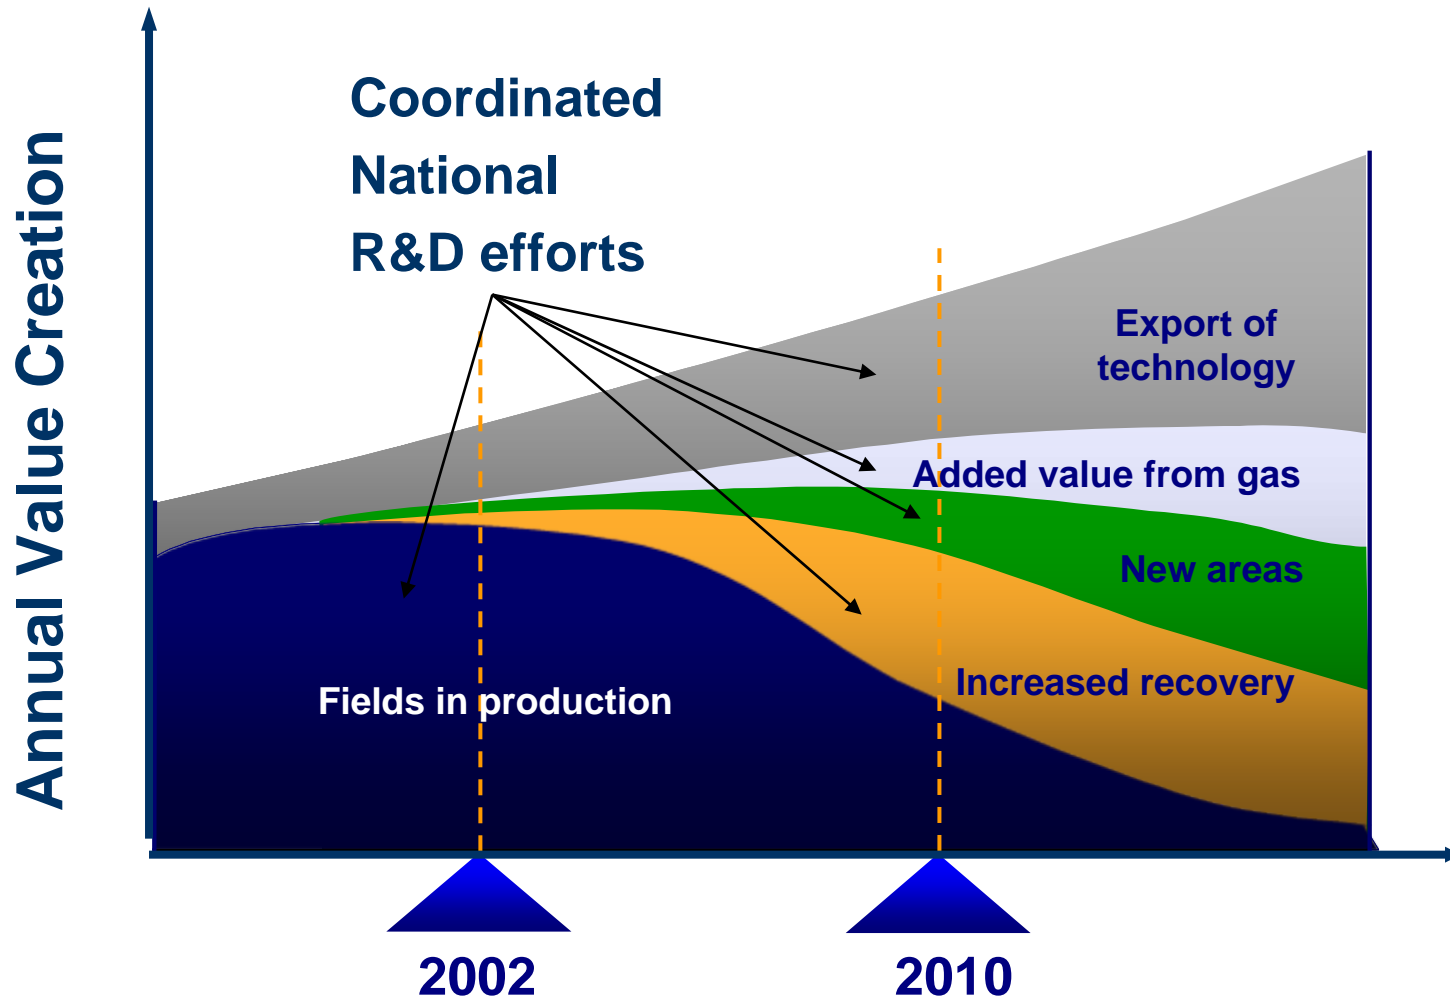 Annual Value Creation
Coordinated
National
R&D efforts
Export of
technology
Added value from gas
New areas
Increased recovery
Fields in production
2002
2010